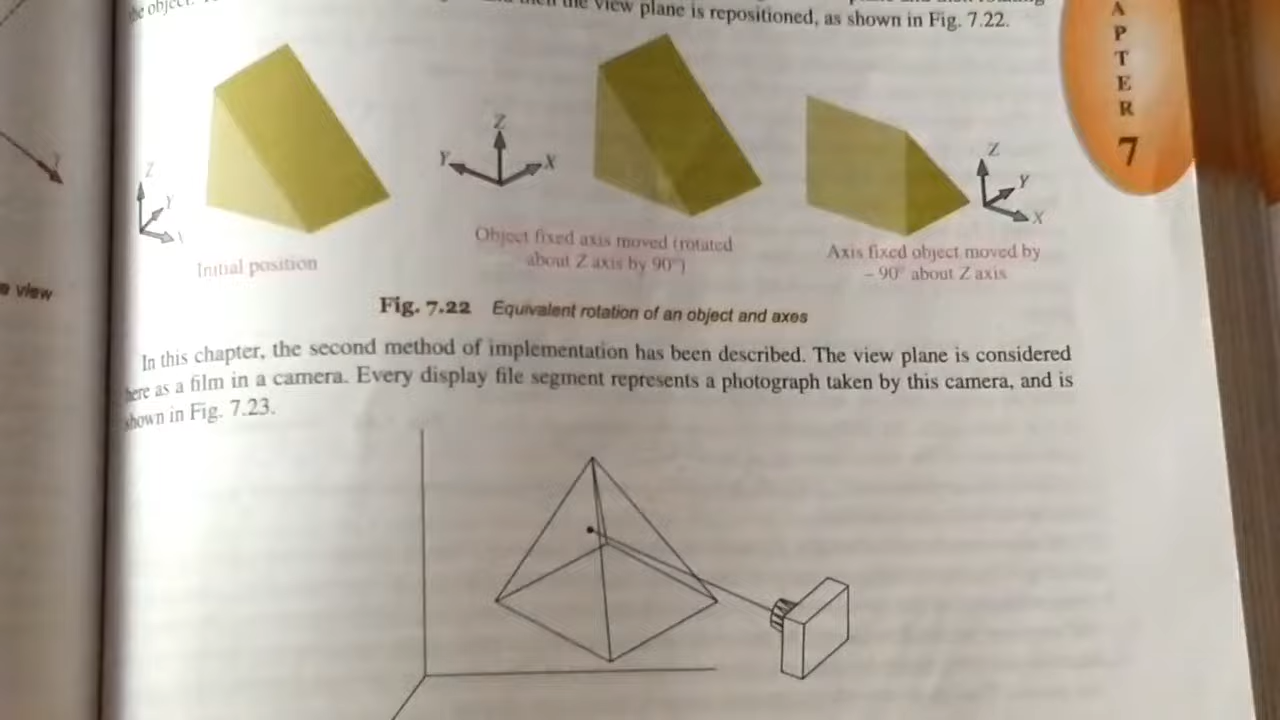 the object.
then the view plane is repositioned, as shown in Fig. 7.22.
A
P
T
E
R
7
Z
Y
Z
Y
X
Z
Y
X
Initial position
Object fixed axis moved (rotated
about Z axis by 90°)
Axis fixed object moved by
– 90° about Z axis
view
Fig. 7.22 Equivalent rotation of an object and axes
In this chapter, the second method of implementation has been described. The view plane is considered
here as a film in a camera. Every display file segment represents a photograph taken by this camera, and is
shown in Fig. 7.23.